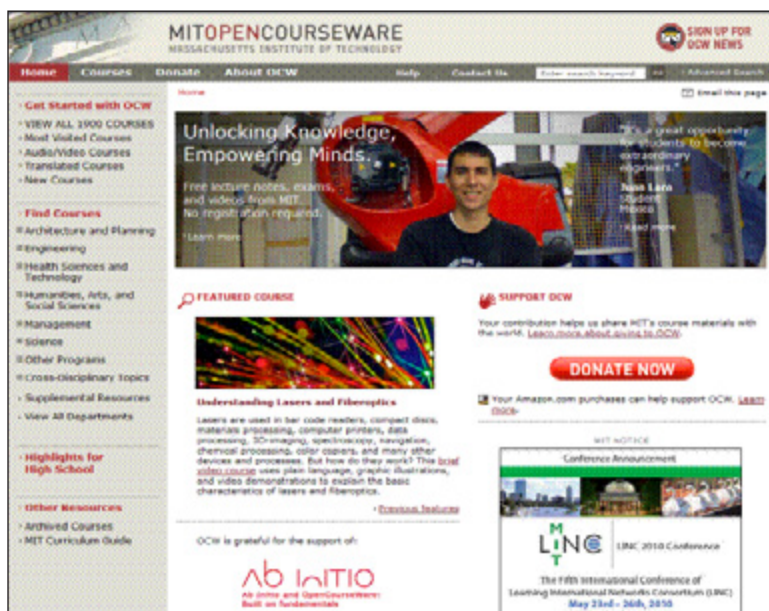 MITOPENCOURSEWARE
MASSACHUSETTS INSTITUTE OF TECHNOLOGY
SIGN UP FOR
OCW NEWS
Home
Courses
Donate
About OCW
Help
Contact Us
Enter search keyword
Advanced Search
Get Started with OCW
VIEW ALL 1900 COURSES
Most Visited Courses
Audio/Video Courses
Translated Courses
New Courses
Find Courses
Architecture and Planning
Engineering
Health Sciences and
Technology
Humanities, Arts, and
Social Sciences
Management
Science
Other Programs
Cross-Disciplinary Topics
Supplemental Resources
View All Departments
Highlights for
High School
Other Resources
Archived Courses
MIT Curriculum Guide
Home
Email this page
Unlocking Knowledge,
Empowering Minds.
Free lecture notes, exams,
and videos from MIT.
No registration required.
Learn more
"It's a great opportunity
for students to become
extraordinary
engineers."
Juan Lara
Student
Mexico
Read more
FEATURED COURSE
Understanding Lasers and Fiberoptics
Lasers are used in bar code readers, compact discs,
materials processing, computer printers, data
processing, 3D-imaging, spectroscopy, navigation,
chemical processing, color copiers, and many other
devices and processes. But how do they work? This brief
video course uses plain language, graphic illustrations,
and video demonstrations to explain the basic
characteristics of lasers and fiberoptics.
Previous features
OCW is grateful for the support of:
Ab INITIO
Ab Initio and OpenCourseWare:
Built on fundamentals
SUPPORT OCW
Your contribution helps us share MIT's course materials with
the world. Learn more about giving to OCW.
DONATE NOW
Your Amazon.com purchases can help support OCW. Learn
more.
MIT NOTICE
Conference Announcement
MIT
LINC
LINC 2010 Conference
The Fifth International Conference of
Learning International Networks Consortium (LINC)
May 23rd - 26th, 2010